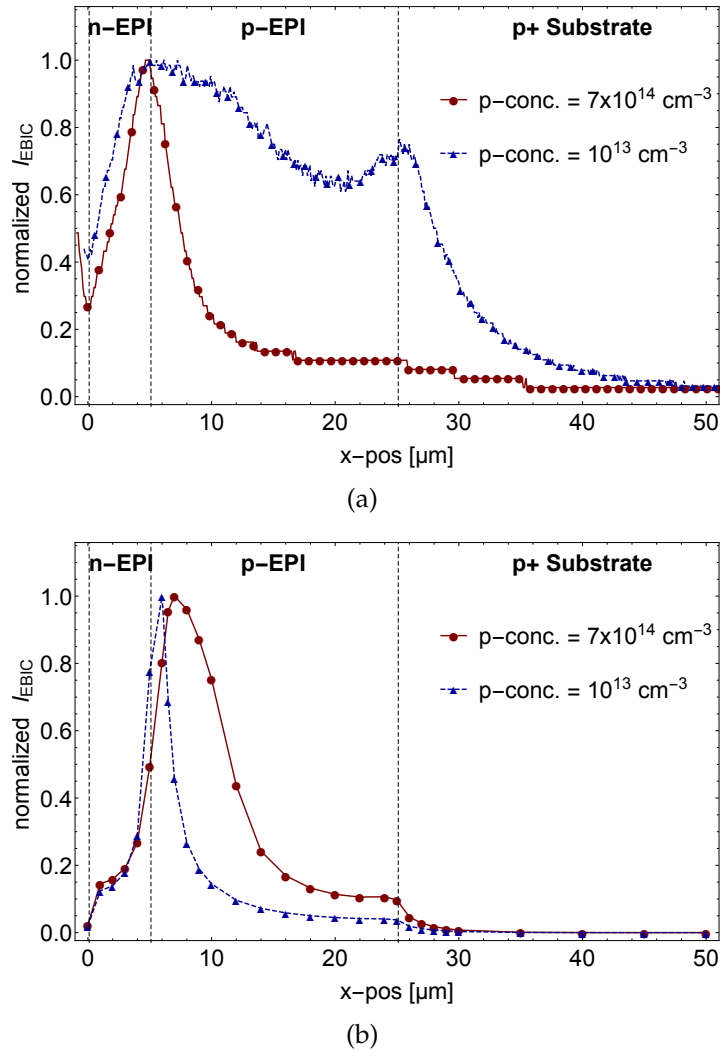 n−EPI p−EPI p+ Substrate
1.0
0.8
0.6
0.4
0.2
0.0
normalized I_EBIC
p−conc. = 7x10^14 cm^−3
p−conc. = 10^13 cm^−3
0 10 20 30 40 50
x−pos [µm]
(a)
n−EPI p−EPI p+ Substrate
1.0
0.8
0.6
0.4
0.2
0.0
normalized I_EBIC
p−conc. = 7x10^14 cm^−3
p−conc. = 10^13 cm^−3
0 10 20 30 40 50
x−pos [µm]
(b)